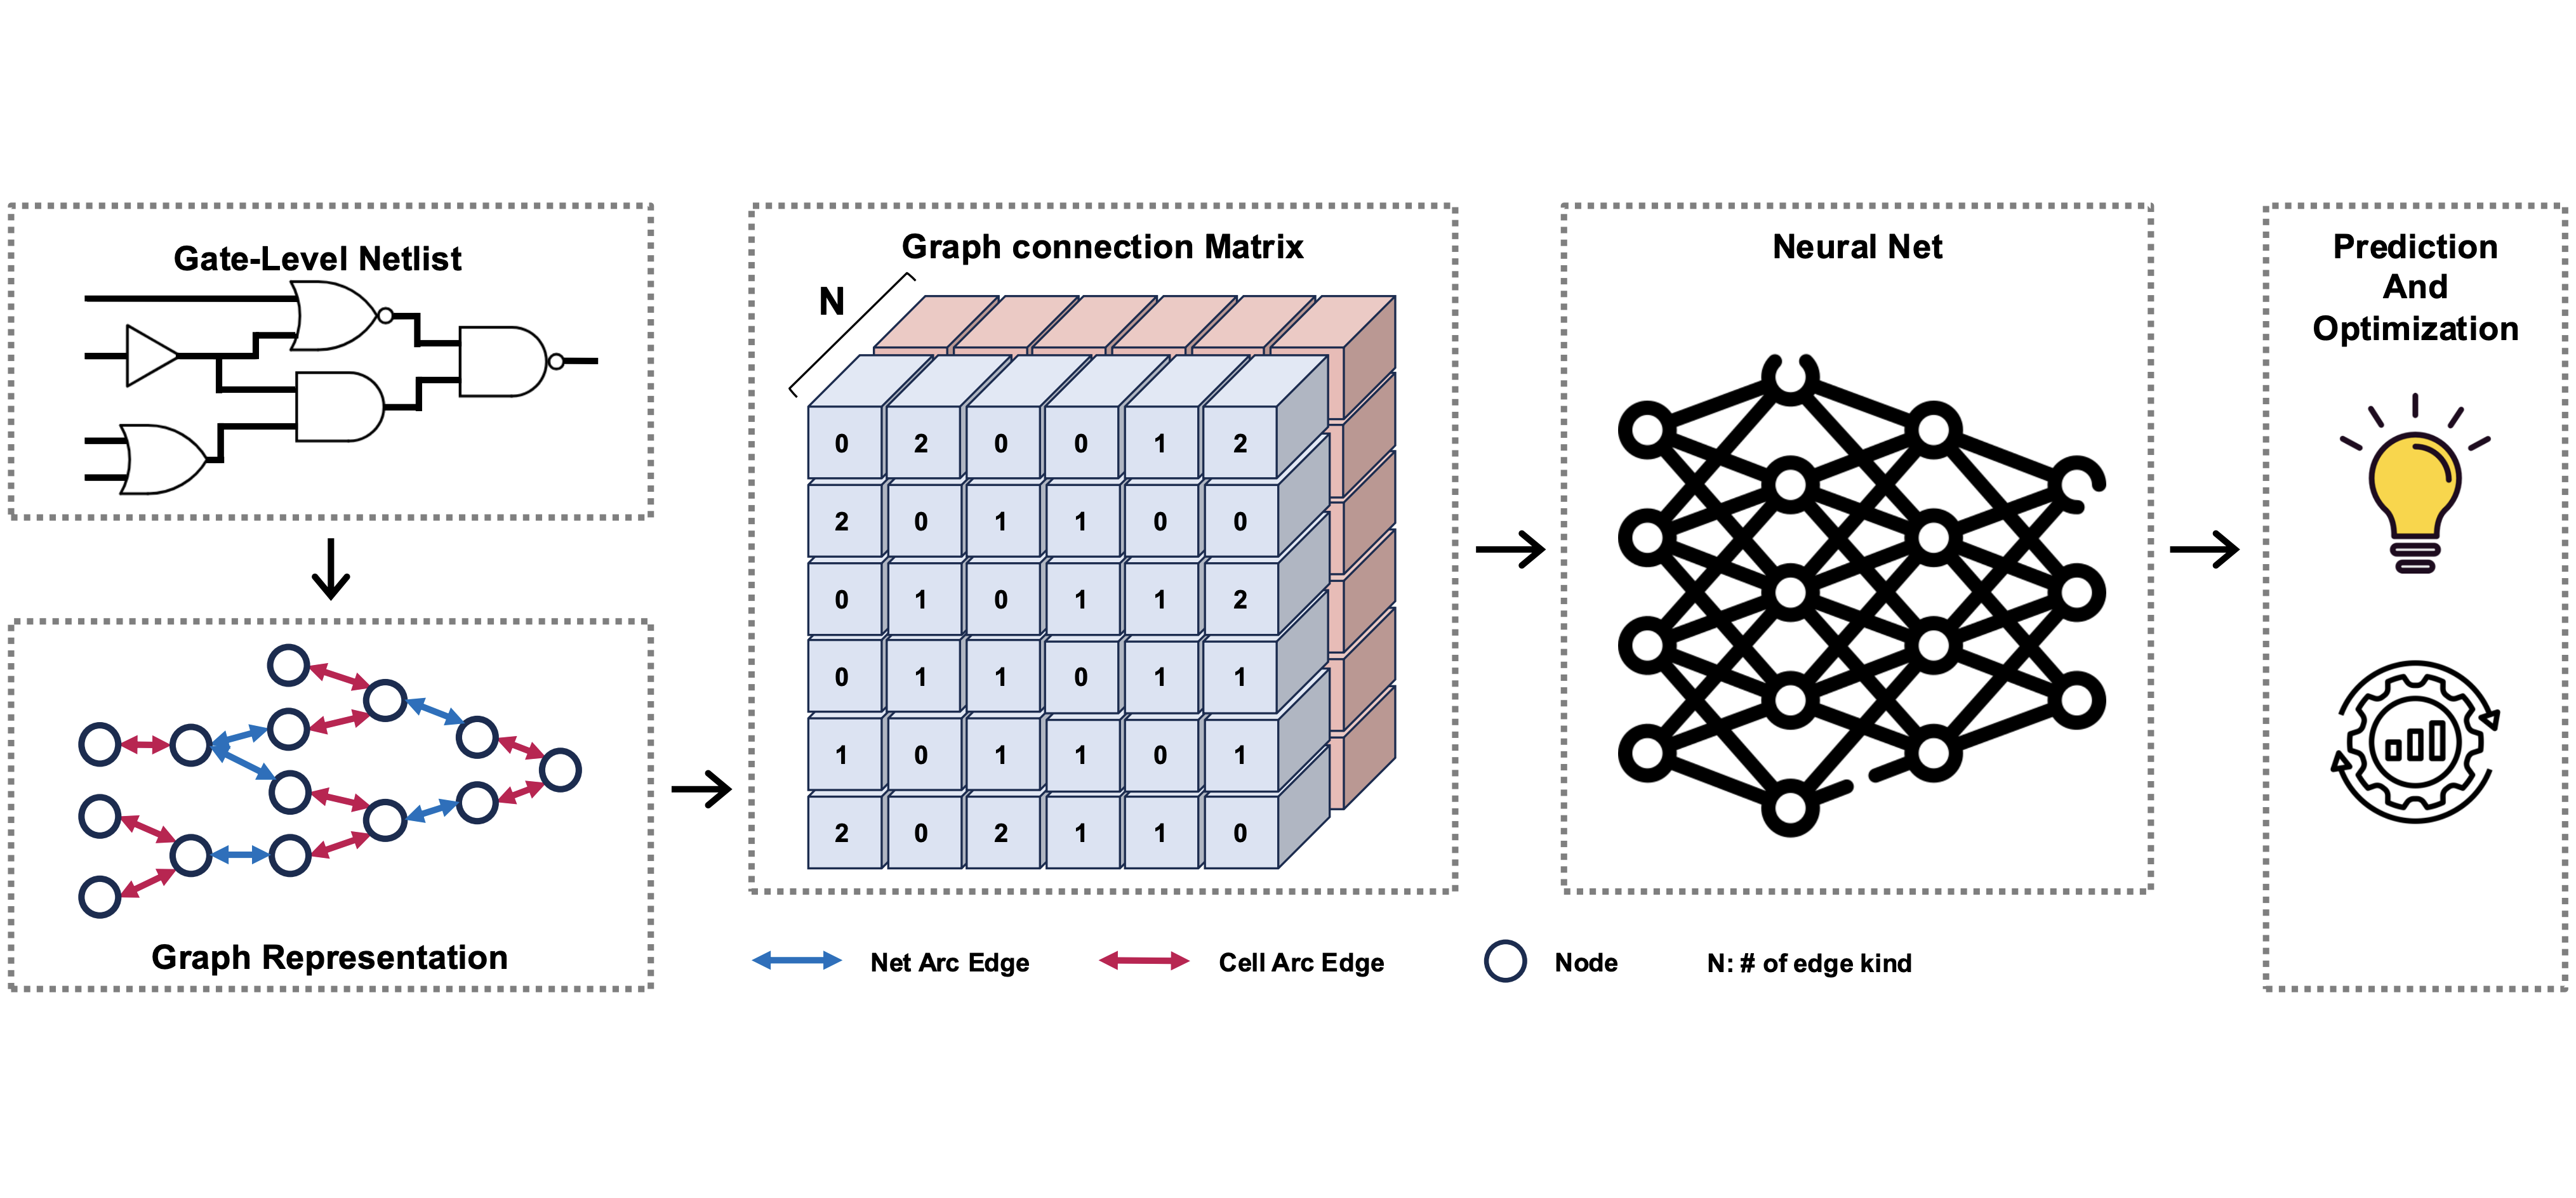 Gate-Level Netlist
Graph Representation
Graph connection Matrix
N
0 2 0 0 1 2
2 0 1 1 0 0
0 1 0 1 1 2
0 1 1 0 1 1
1 0 1 1 0 1
2 0 2 1 1 0
Neural Net
Prediction
And
Optimization
Net Arc Edge
Cell Arc Edge
Node
N: # of edge kind